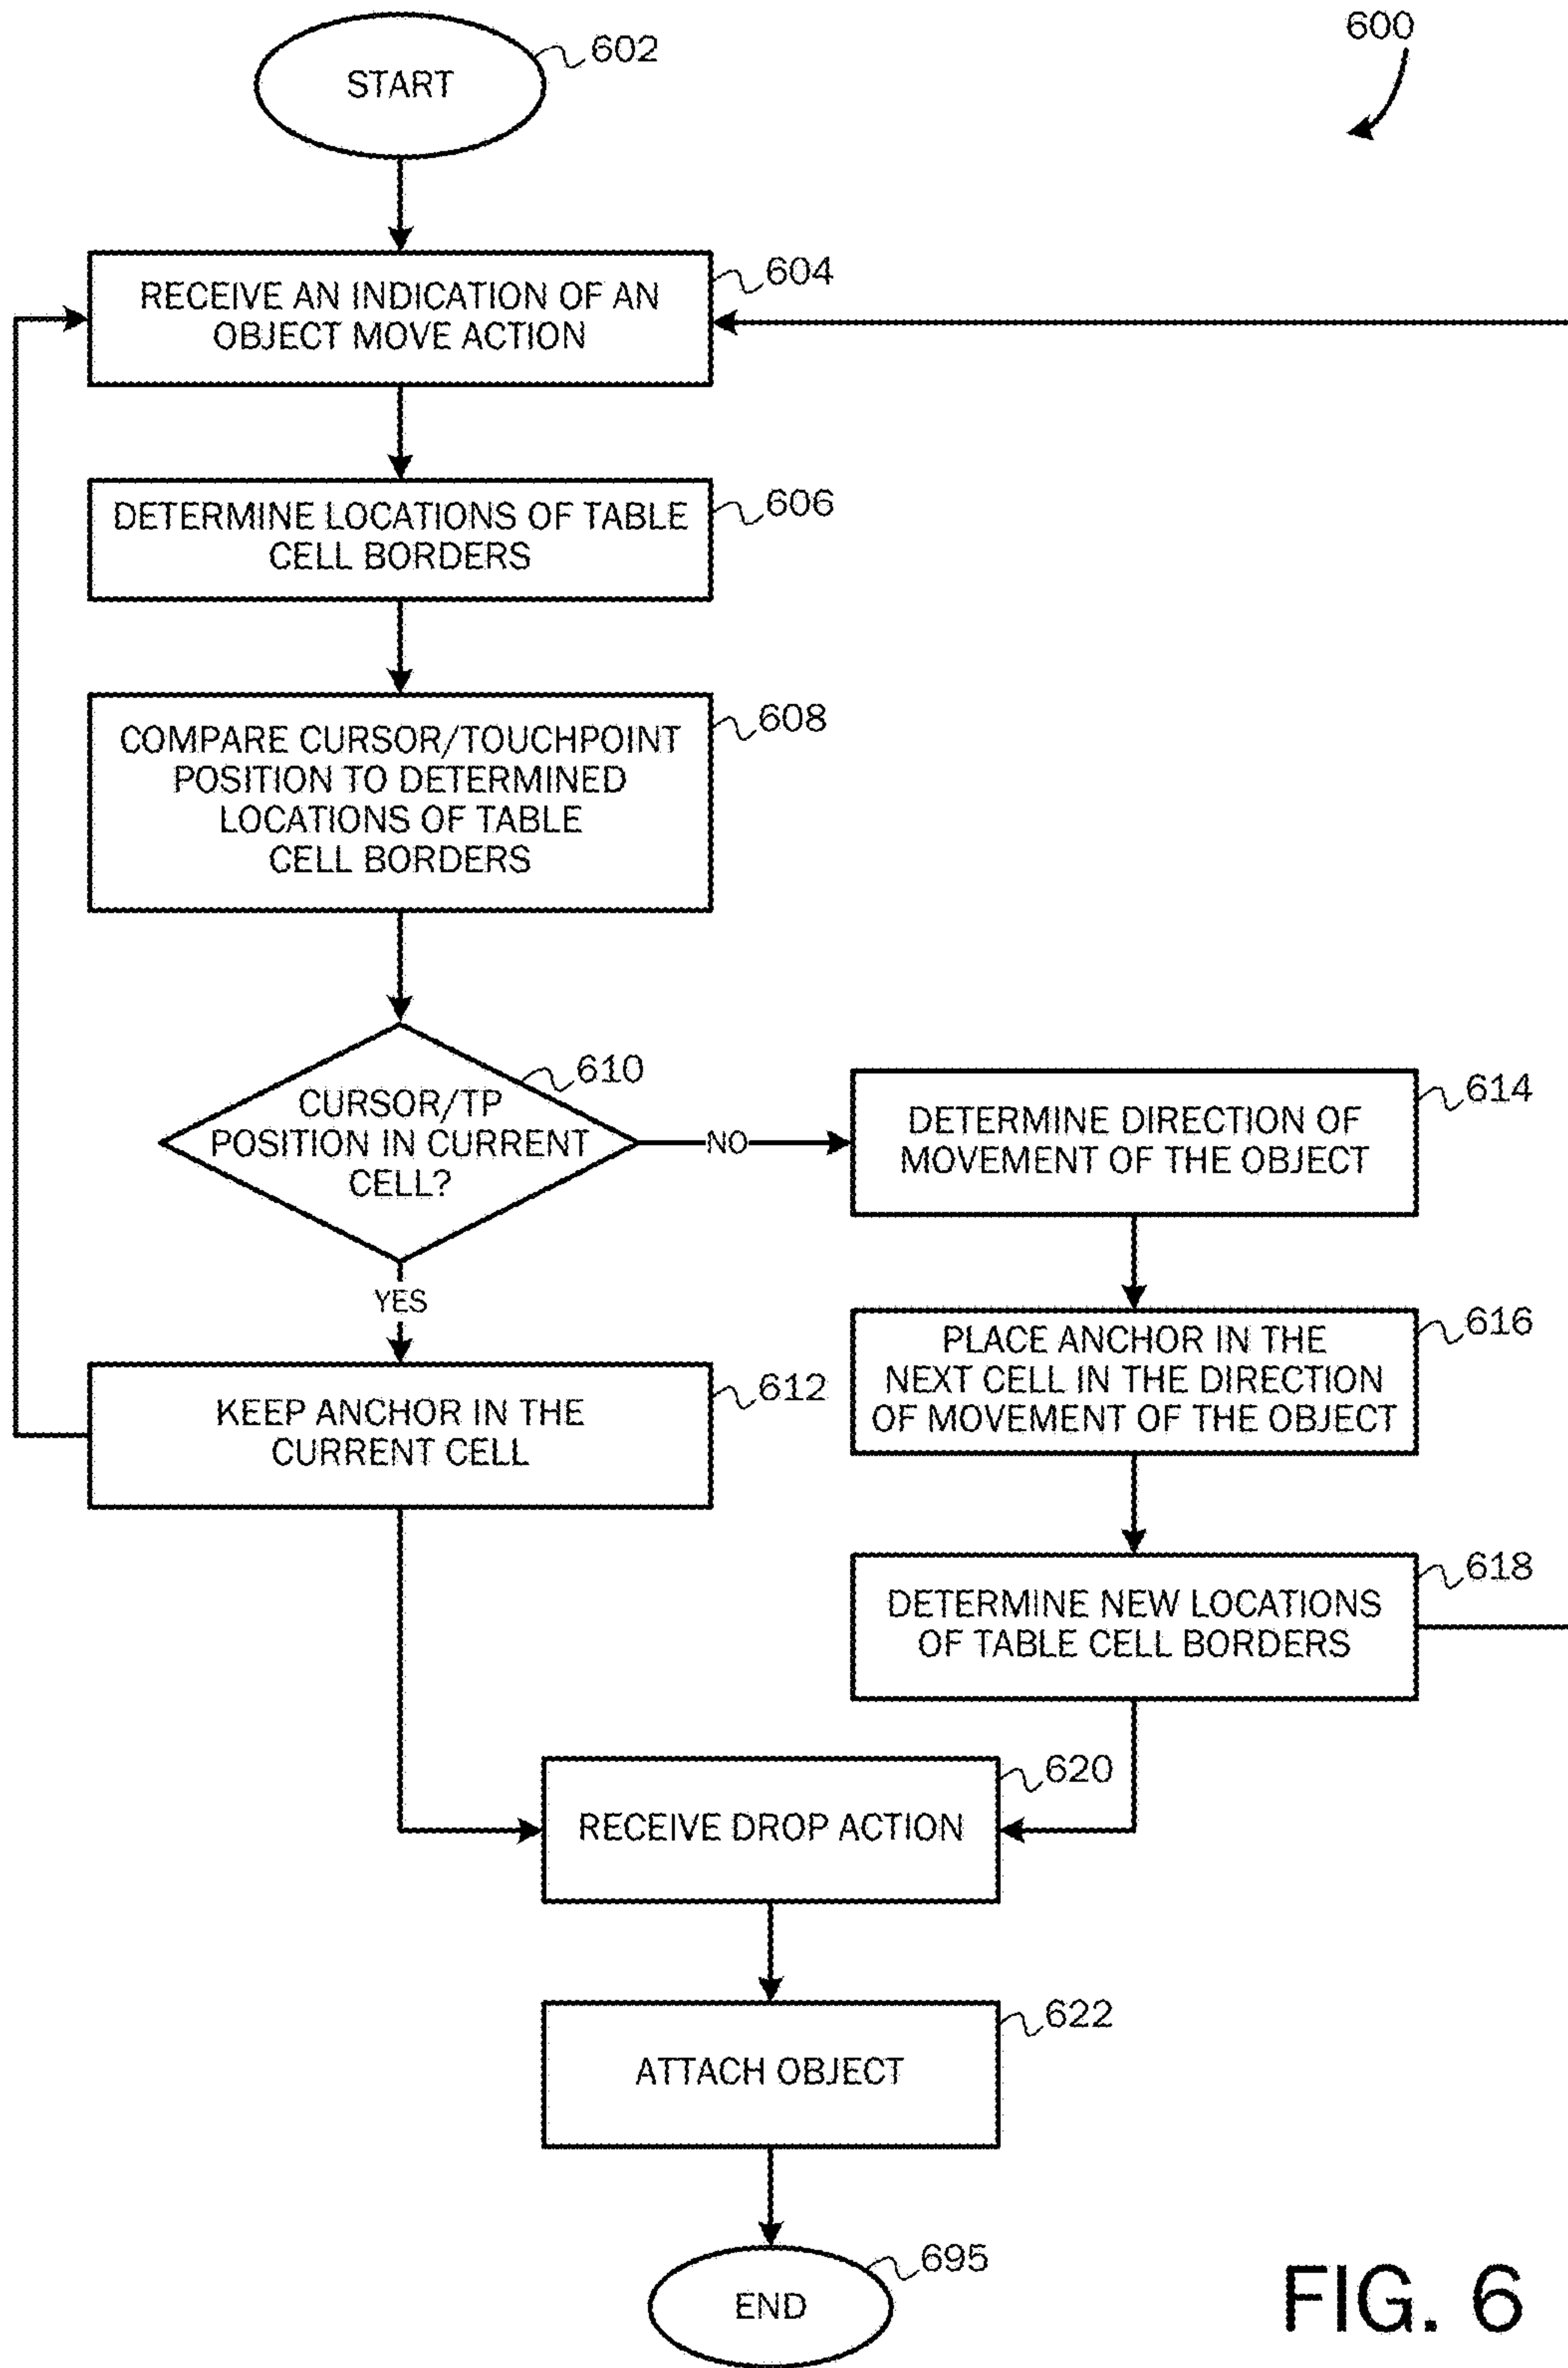 600
START
602
RECEIVE AN INDICATION OF AN
OBJECT MOVE ACTION
604
DETERMINE LOCATIONS OF TABLE
CELL BORDERS
606
COMPARE CURSOR/TOUCHPOINT
POSITION TO DETERMINED
LOCATIONS OF TABLE
CELL BORDERS
608
CURSOR/TP
POSITION IN CURRENT
CELL?
610
NO
YES
KEEP ANCHOR IN THE
CURRENT CELL
612
DETERMINE DIRECTION OF
MOVEMENT OF THE OBJECT
614
PLACE ANCHOR IN THE
NEXT CELL IN THE DIRECTION
OF MOVEMENT OF THE OBJECT
616
DETERMINE NEW LOCATIONS
OF TABLE CELL BORDERS
618
RECEIVE DROP ACTION
620
ATTACH OBJECT
622
END
695
FIG. 6